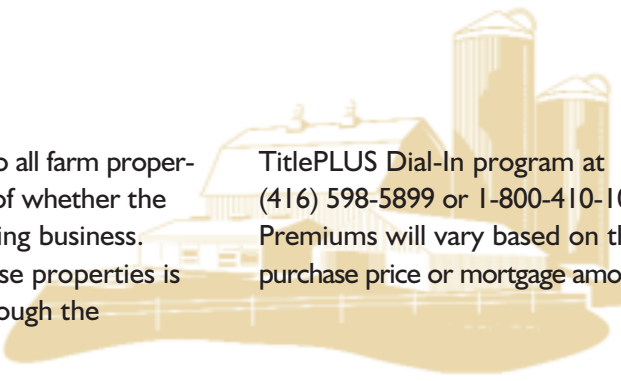 o all farm proper-
of whether the
ing business.
se properties is
ough the
TitlePLUS Dial-In program at
(416) 598-5899 or 1-800-410-10
Premiums will vary based on th
purchase price or mortgage amo